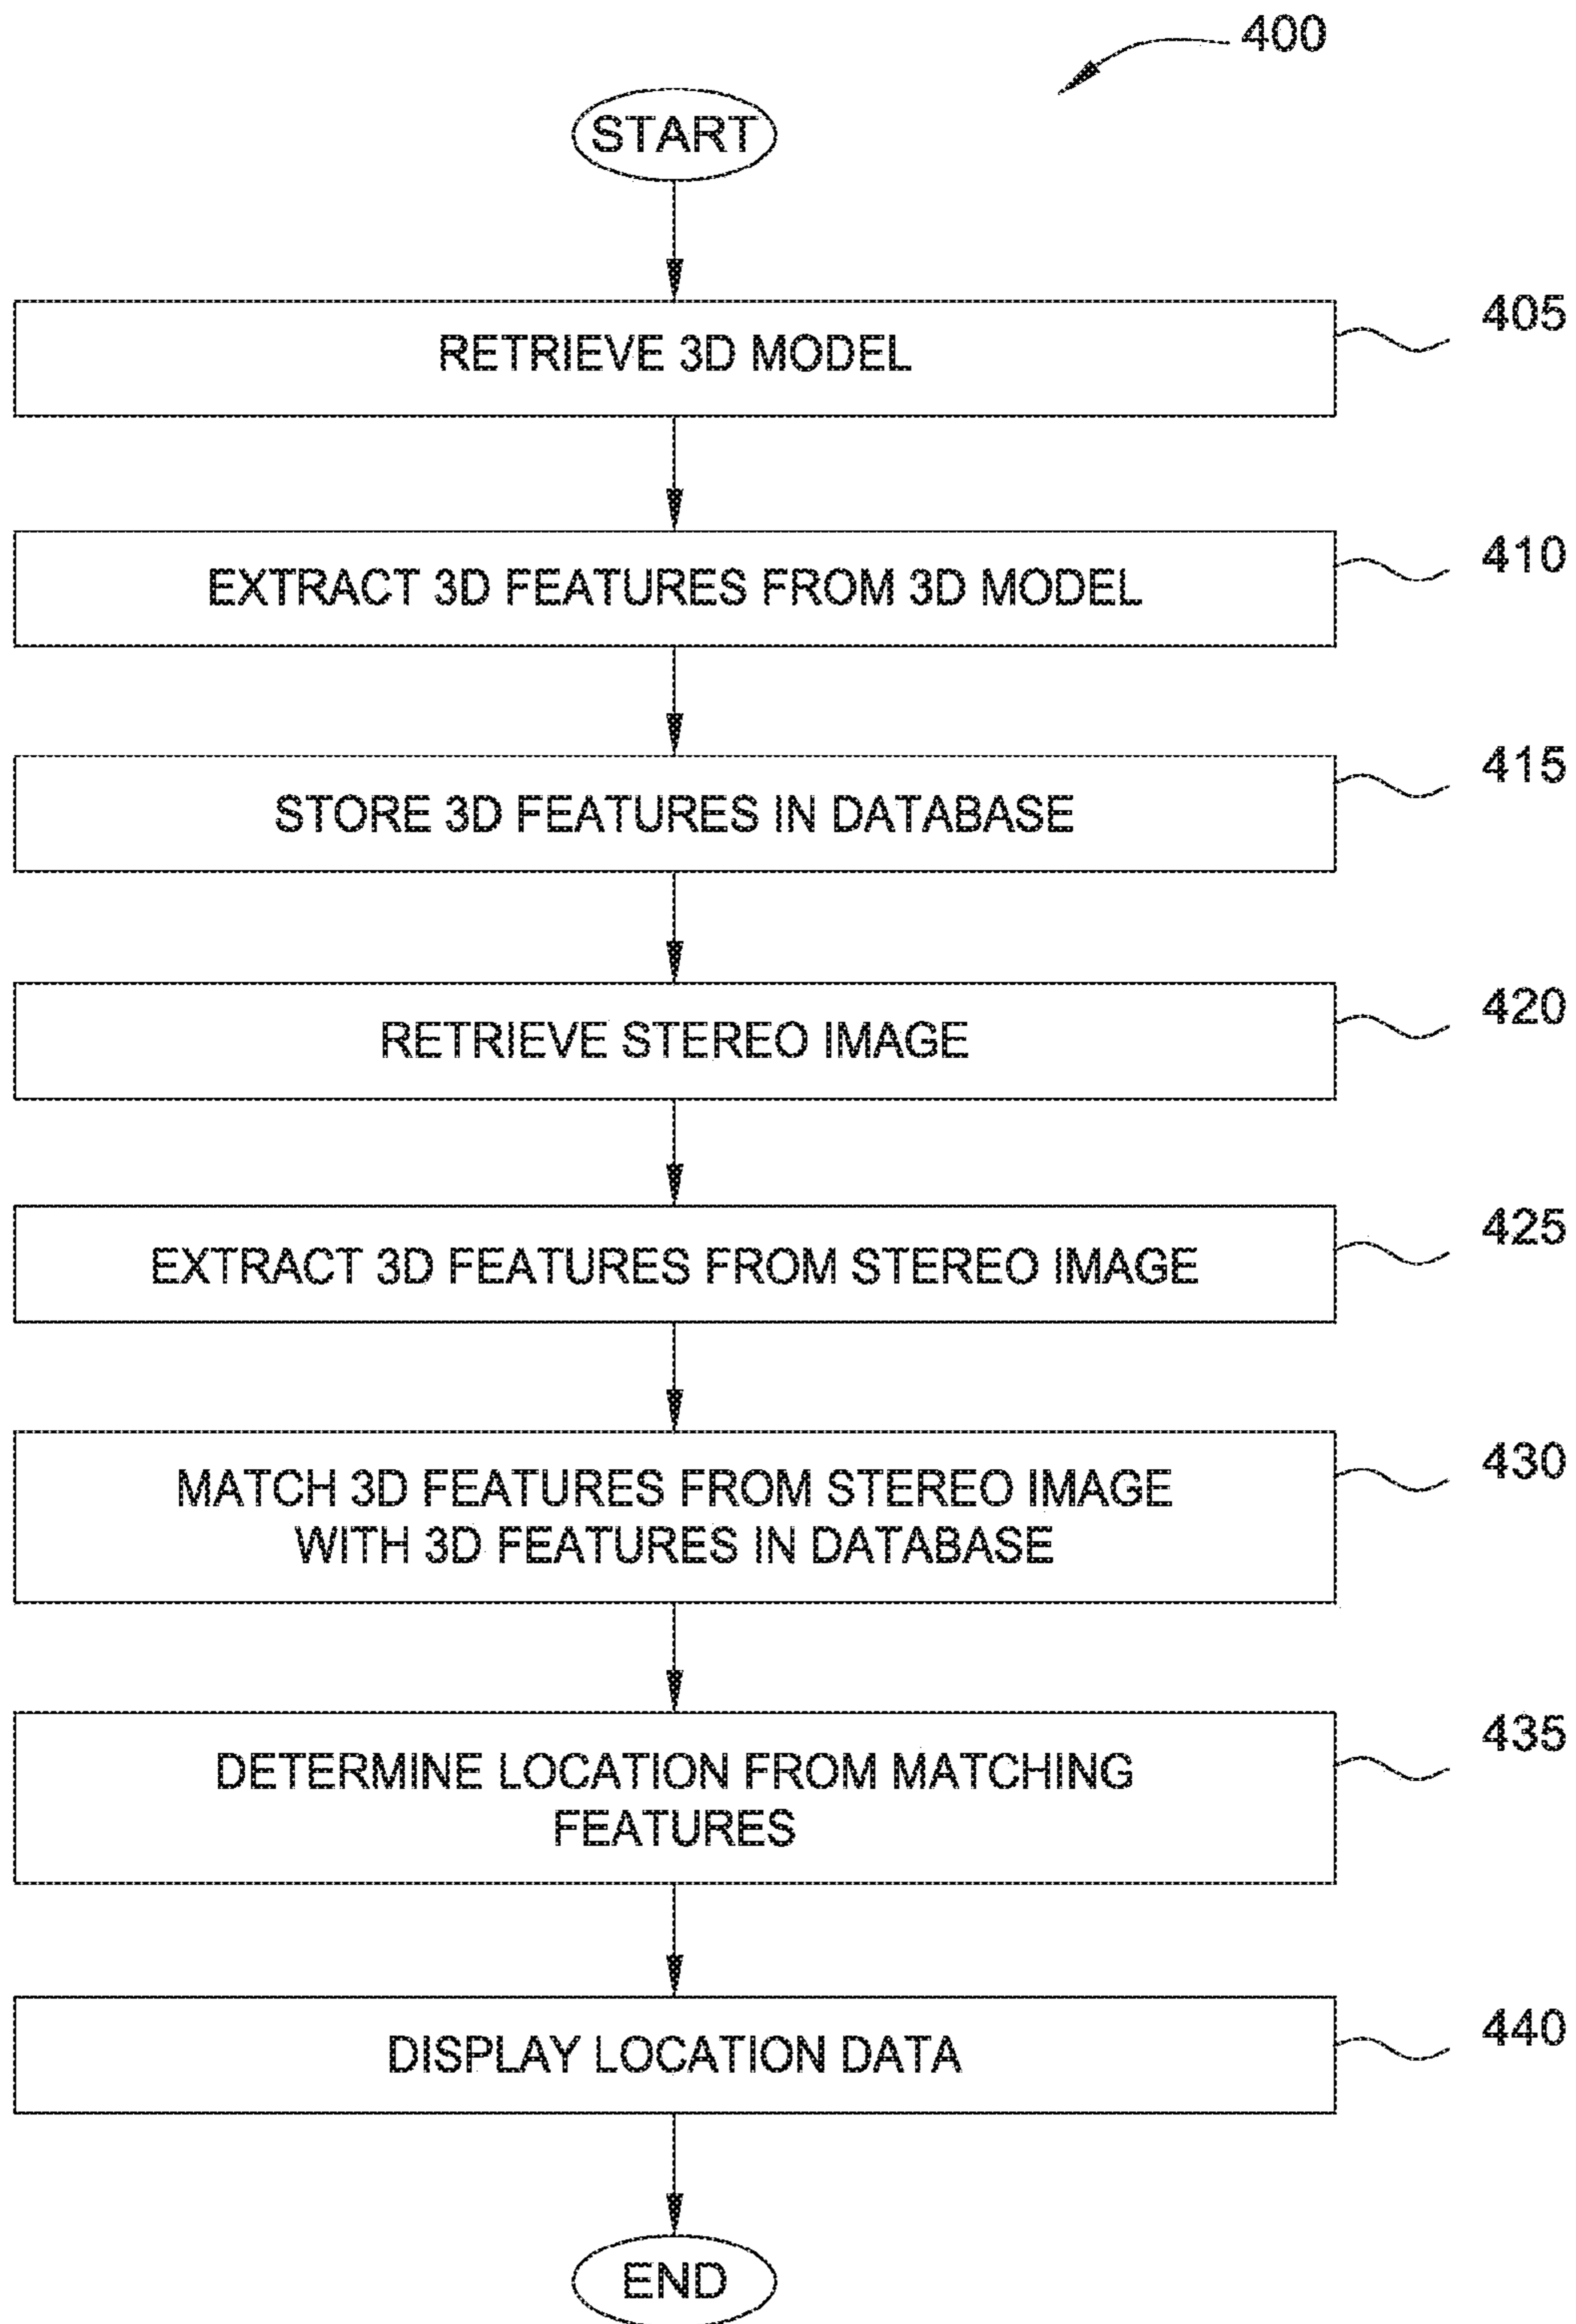 400
START
RETRIEVE 3D MODEL
405
EXTRACT 3D FEATURES FROM 3D MODEL
410
STORE 3D FEATURES IN DATABASE
415
RETRIEVE STEREO IMAGE
420
EXTRACT 3D FEATURES FROM STEREO IMAGE
425
MATCH 3D FEATURES FROM STEREO IMAGE
WITH 3D FEATURES IN DATABASE
430
DETERMINE LOCATION FROM MATCHING
FEATURES
435
DISPLAY LOCATION DATA
440
END